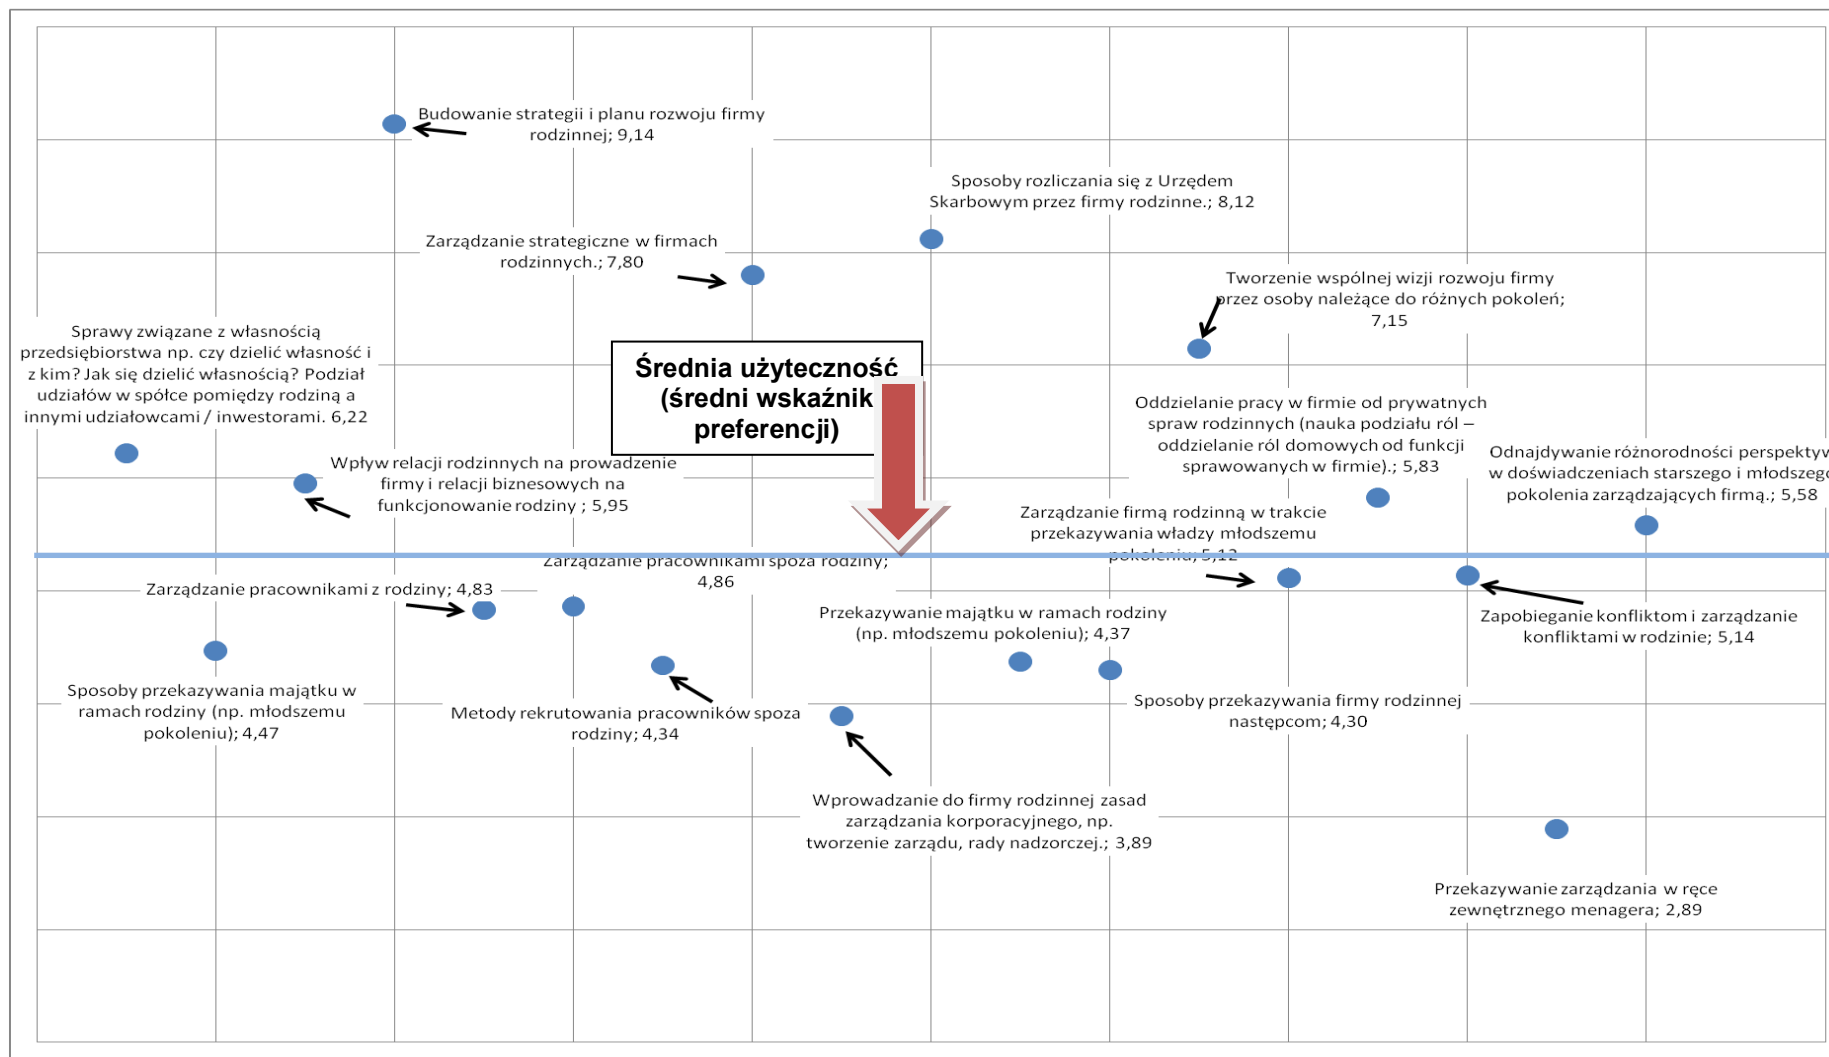 Budowanie strategii i planu rozwoju firmy
rodzinnej; 9,14
Sposoby rozliczania się z Urzędem
Skarbowym przez firmy rodzinne.; 8,12
Zarządzanie strategiczne w firmach
rodzinnych.; 7,80
Tworzenie wspólnej wizji rozwoju firmy
przez osoby należące do różnych pokoleń;
7,15
Sprawy związane z własnością
przedsiębiorstwa np. czy dzielić własność i
z kim? Jak się dzielić własnością? Podział
udziałów w spółce pomiędzy rodziną a
innymi udziałowcami / inwestorami. 6,22
Średnia użyteczność
(średni wskaźnik
preferencji)
Oddzielanie pracy w firmie od prywatnych
spraw rodzinnych (nauka podziału ról –
oddzielanie ról domowych od funkcji
sprawowanych w firmie).; 5,83
Odnajdywanie różnorodności perspektyw
w doświadczeniach starszego i młodszego
pokolenia zarządzających firmą.; 5,58
Wpływ relacji rodzinnych na prowadzenie
firmy i relacji biznesowych na
funkcjonowanie rodziny ; 5,95
Zarządzanie firmą rodzinną w trakcie
przekazywania władzy młodszemu
pokoleniu; 5,12
Zarządzanie pracownikami spoza rodziny;
4,86
Zarządzanie pracownikami z rodziny; 4,83
Przekazywanie majątku w ramach rodziny
(np. młodszemu pokoleniu); 4,37
Zapobieganie konfliktom i zarządzanie
konfliktami w rodzinie; 5,14
Sposoby przekazywania majątku w
ramach rodziny (np. młodszemu
pokoleniu); 4,47
Metody rekrutowania pracowników spoza
rodziny; 4,34
Sposoby przekazywania firmy rodzinnej
następcom; 4,30
Wprowadzanie do firmy rodzinnej zasad
zarządzania korporacyjnego, np.
tworzenie zarządu, rady nadzorczej.; 3,89
Przekazywanie zarządzania w ręce
zewnętrznego menagera; 2,89